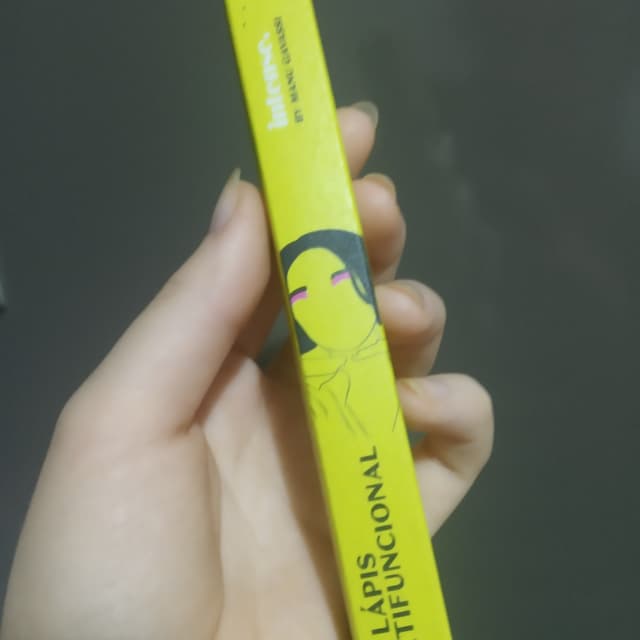 intense
BY MANU GAVASSI
LÁPIS
TIFUNCIONAL